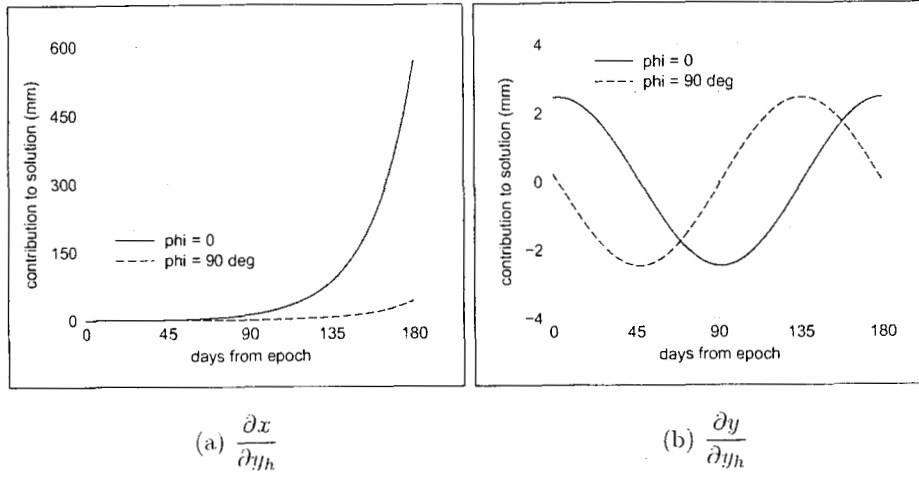 contribution to solution (mm)
600
450
300
150
0
phi = 0
phi = 90 deg
0 45 90 135 180
days from epoch
contribution to solution (mm)
4
2
0
−2
−4
phi = 0
phi = 90 deg
0 45 90 135 180
days from epoch
(a) ∂x/∂y_h
(b) ∂y/∂y_h